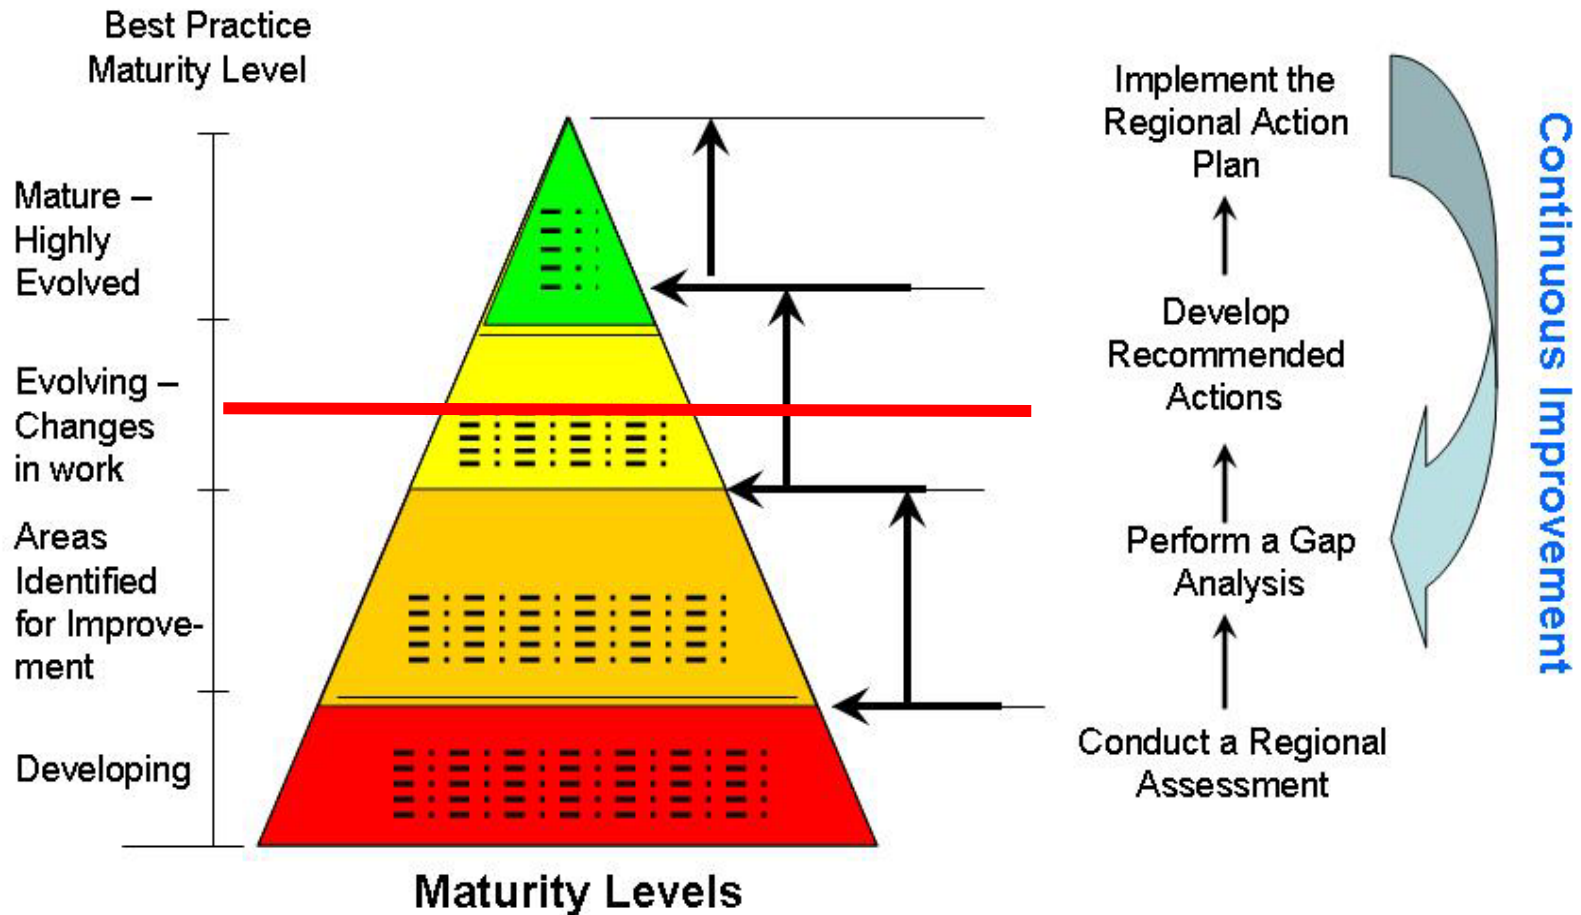 Best Practice
Maturity Level
Mature –
Highly
Evolved
Evolving –
Changes
in work
Areas
Identified
for Improve-
ment
Developing
Maturity Levels
Implement the
Regional Action
Plan
Develop
Recommended
Actions
Perform a Gap
Analysis
Conduct a Regional
Assessment
Continuous Improvement